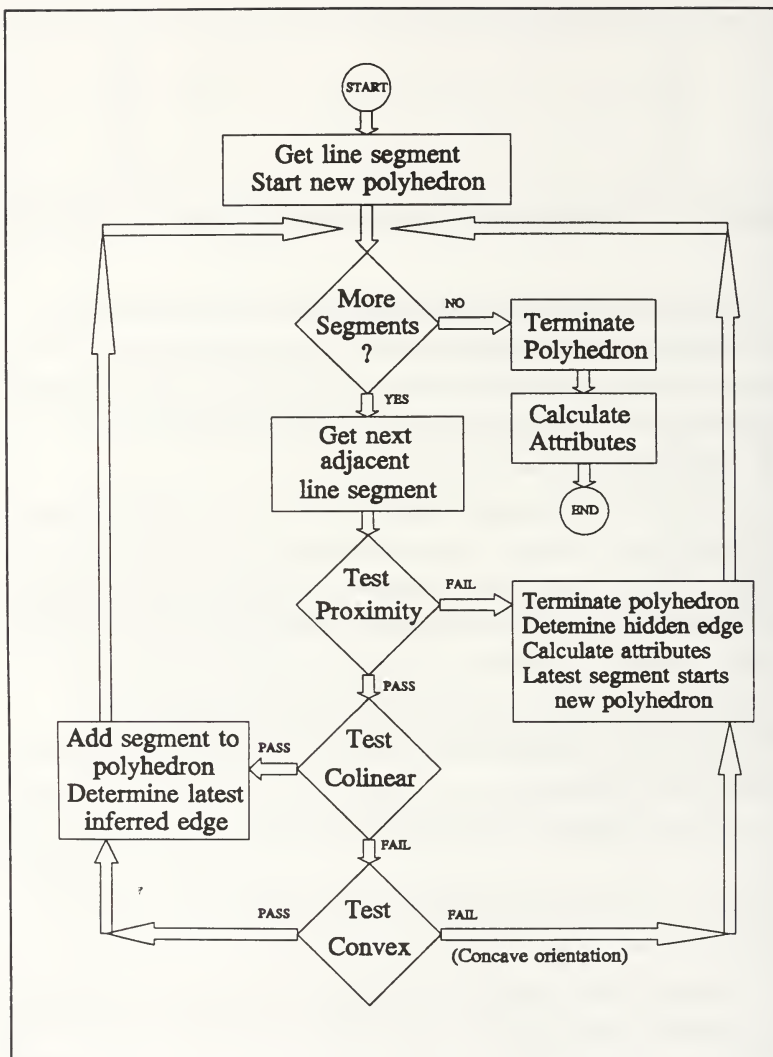 START
Get line segment
Start new polyhedron
More
Segments
?
NO
Terminate
Polyhedron
YES
Calculate
Attributes
Get next
adjacent
line segment
END
Test
Proximity
FAIL
Terminate polyhedron
Detemine hidden edge
Calculate attributes
Latest segment starts
new polyhedron
PASS
Add segment to
polyhedron
Determine latest
inferred edge
PASS
Test
Colinear
FAIL
?
PASS
Test
Convex
FAIL
(Concave orientation)